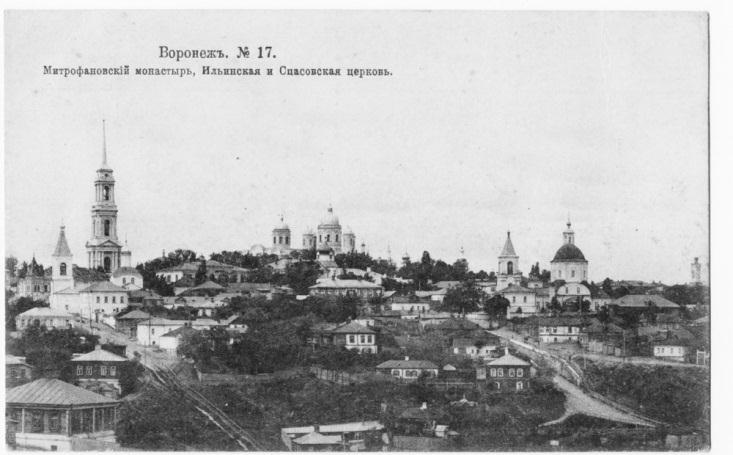 Воронежъ. № 17.
Митрофановскій монастырь, Ильинская и Спасовская церковь.